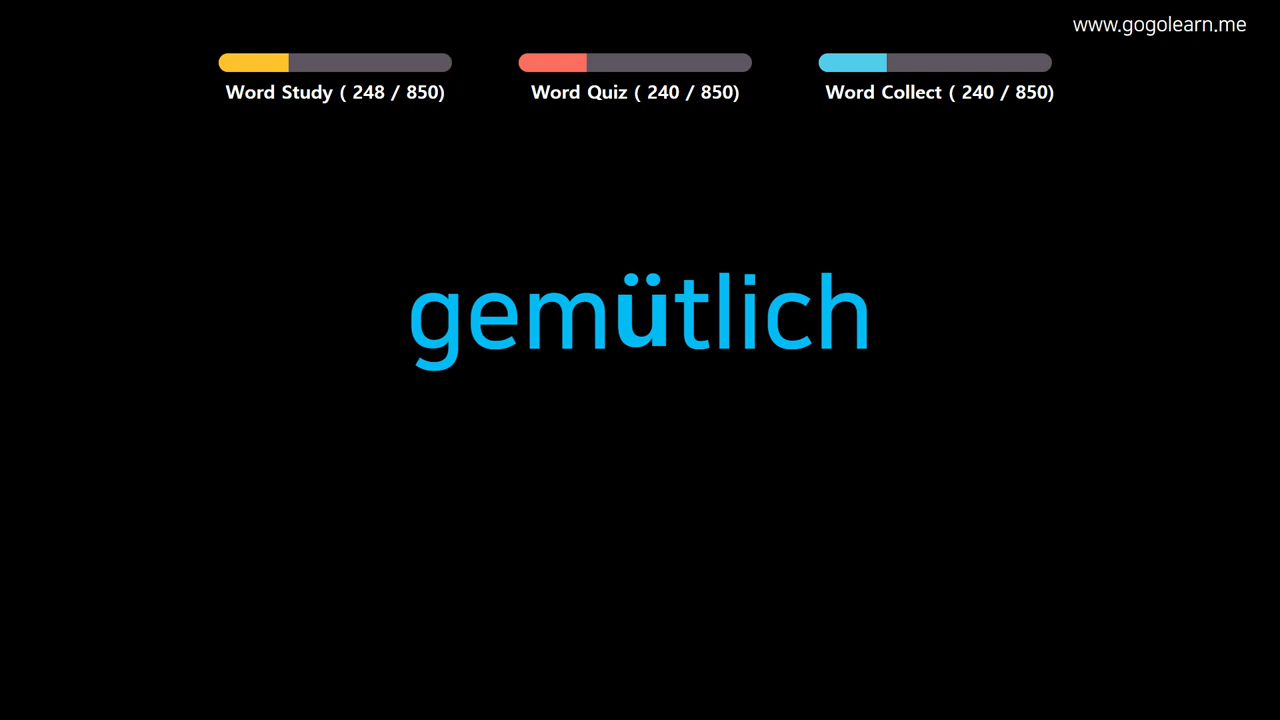 www.gogolearn.me
Word Study ( 248 / 850)
Word Quiz ( 240 / 850)
Word Collect ( 240 / 850)
gemütlich